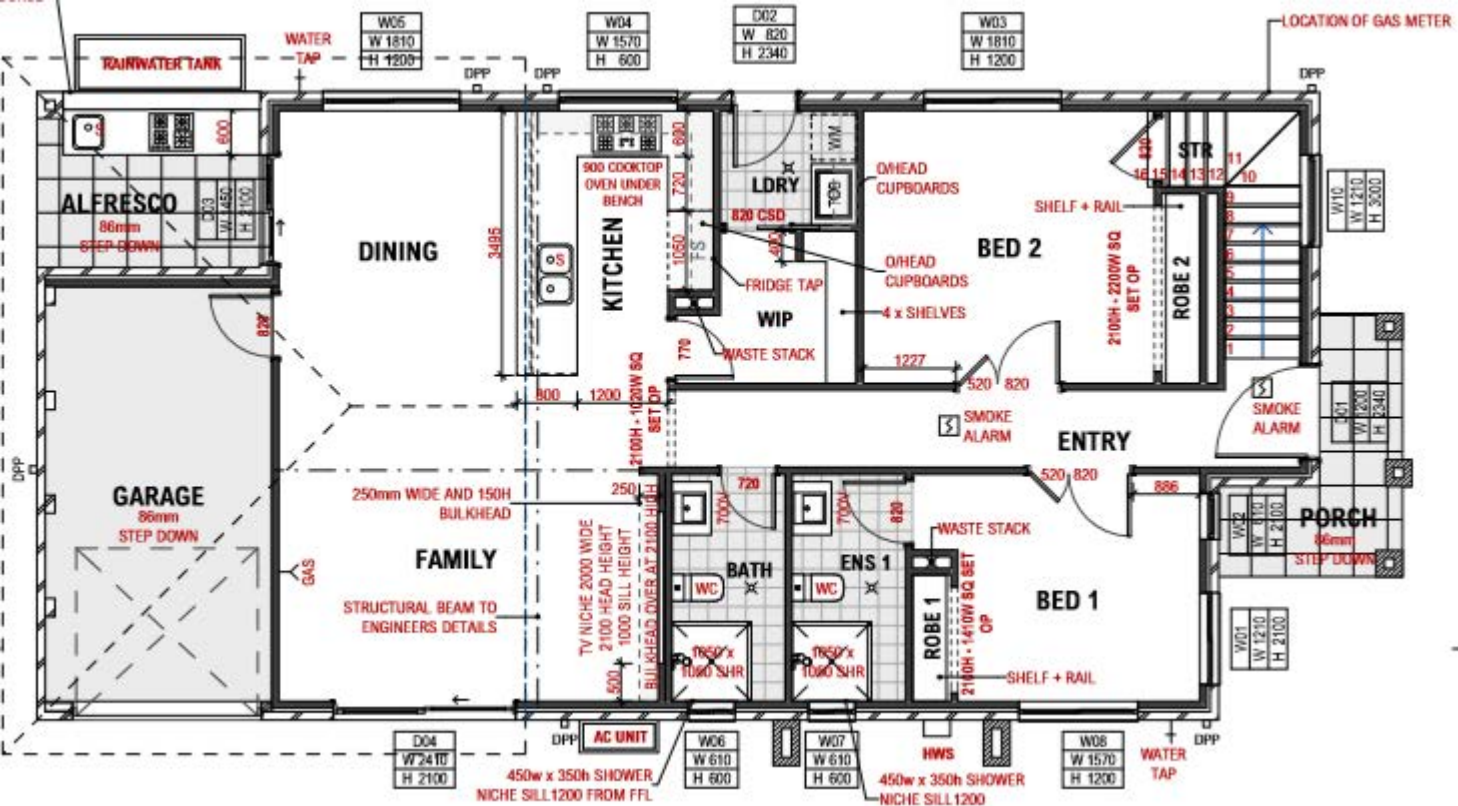 W05
W 1810
H 1200
W04
W 1570
H 600
D02
W 820
H 2340
W03
W 1810
H 1200
LOCATION OF GAS METER
RAINWATER TANK
WATER
TAP
DPP
DPP
DPP
S
600
ALFRESCO
86mm
STEP DOWN
D03
W 1450
H 2100
DINING
3495
900 COOKTOP
OVEN UNDER
BENCH
S
KITCHEN
600
720
1050
FS
LDRY
WM
TUB
820 CSD
400
O/HEAD
CUPBOARDS
O/HEAD
CUPBOARDS
FRIDGE TAP
WIP
4 x SHELVES
WASTE STACK
770
BED 2
820
STR
16 15 14 13 12
11
10
9
8
7
6
5
4
3
2
1
SHELF + RAIL
2100H - 2200W SQ
SET OP
ROBE 2
W10
W 1210
H 3000
820
800
1200
2100H - 1020W SQ
SET OP
1227
520
820
SMOKE
ALARM
ENTRY
SMOKE
ALARM
D01
W 1200
H 2340
DPP
GARAGE
86mm
STEP DOWN
GAS
250mm WIDE AND 150H
BULKHEAD
FAMILY
STRUCTURAL BEAM TO
ENGINEERS DETAILS
250
TV NICHE 2000 WIDE
2100 HEAD HEIGHT
1000 SILL HEIGHT
BULKHEAD OVER AT 2100 HIGH
500
700V
720
BATH
WC
1050 x
1050 SHR
700V
820
ENS 1
WC
1050 x
1050 SHR
WASTE STACK
ROBE 1
2100H - 1410W SQ SET
OP
SHELF + RAIL
520
820
886
BED 1
W02
W 610
H 2100
PORCH
86mm
STEP DOWN
W01
W 1210
H 2100
D04
W 2410
H 2100
DPP
AC UNIT
450w x 350h SHOWER
NICHE SILL1200 FROM FFL
W06
W 610
H 600
W07
W 610
H 600
HWS
450w x 350h SHOWER
NICHE SILL1200
W08
W 1570
H 1200
WATER
TAP
DPP